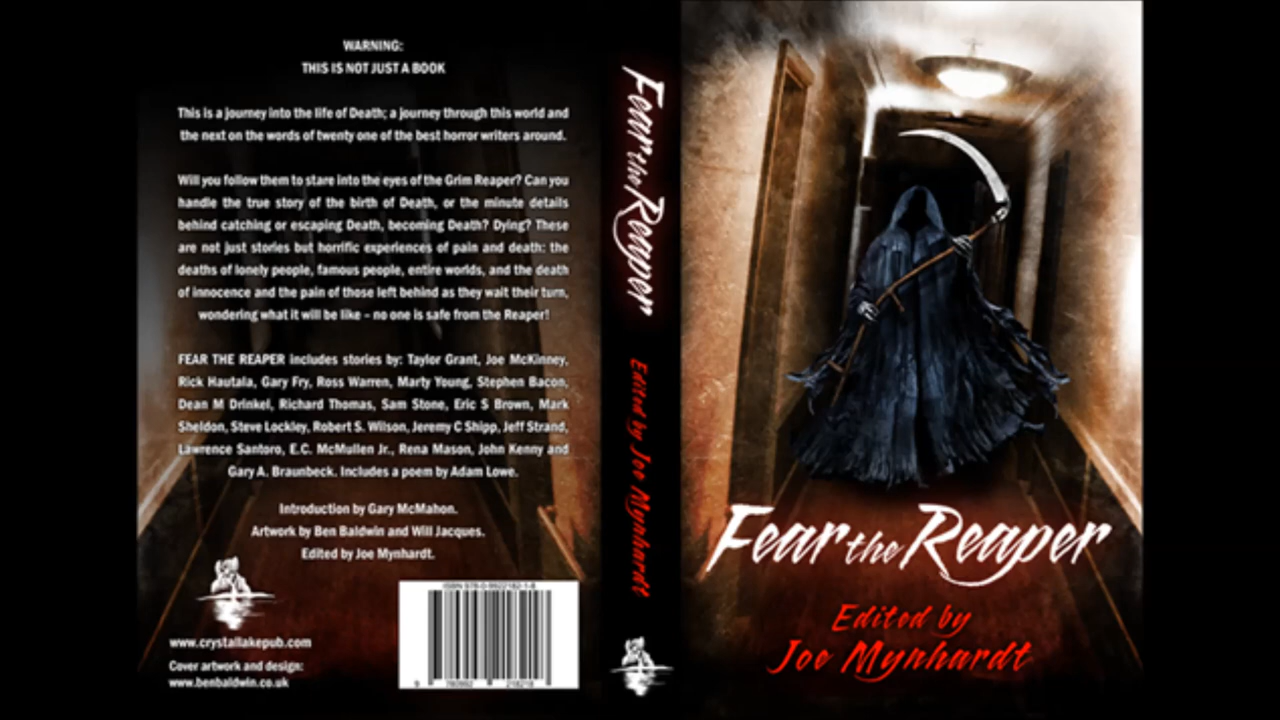 WARNING:
THIS IS NOT JUST A BOOK
This is a journey into the life of Death; a journey through this world and
the next on the words of twenty one of the best horror writers around.
Will you follow them to stare into the eyes of the Grim Reaper? Can you
handle the true story of the birth of Death, or the minute details
behind catching or escaping Death, becoming Death? Dying? These
are not just stories but horrific experiences of pain and death: the
deaths of lonely people, famous people, entire worlds, and the death
of innocence and the pain of those left behind as they wait their turn,
wondering what it will be like – no one is safe from the Reaper!
FEAR THE REAPER includes stories by: Taylor Grant, Joe McKinney,
Rick Hautala, Gary Fry, Ross Warren, Marty Young, Stephen Bacon,
Dean M Drinkel, Richard Thomas, Sam Stone, Eric S Brown, Mark
Sheldon, Steve Lockley, Robert S. Wilson, Jeremy C Shipp, Jeff Strand,
Lawrence Santoro, E.C. McMullen Jr., Rena Mason, John Kenny and
Gary A. Braunbeck. Includes a poem by Adam Lowe.
Introduction by Gary McMahon.
Artwork by Ben Baldwin and Will Jacques.
Edited by Joe Mynhardt.
www.crystallakepub.com
Cover artwork and design:
www.benbaldwin.co.uk
ISBN 978-0-9922182-1-8
9 780992 218218
Fear the Reaper
Edited by Joe Mynhardt
Fear the Reaper
Edited by
Joe Mynhardt